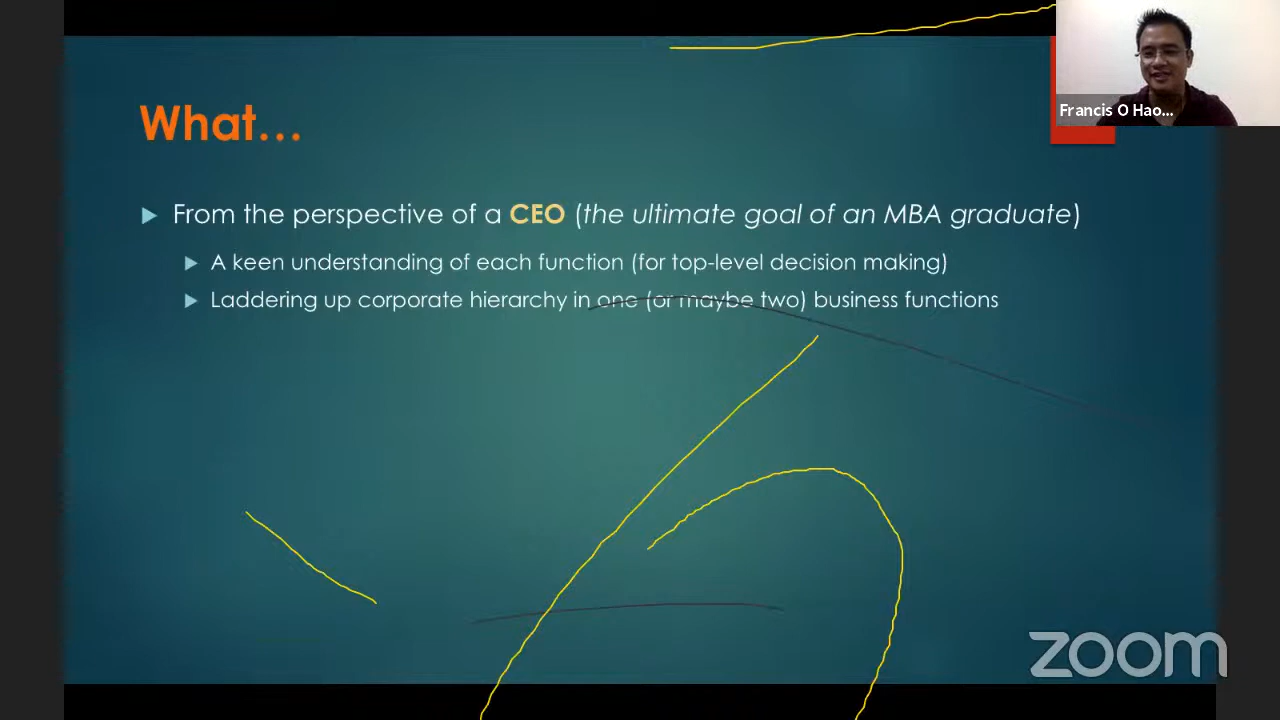 What…
From the perspective of a CEO (the ultimate goal of an MBA graduate)
A keen understanding of each function (for top-level decision making)
Laddering up corporate hierarchy in one (or maybe two) business functions
Francis O Hao...
zoom